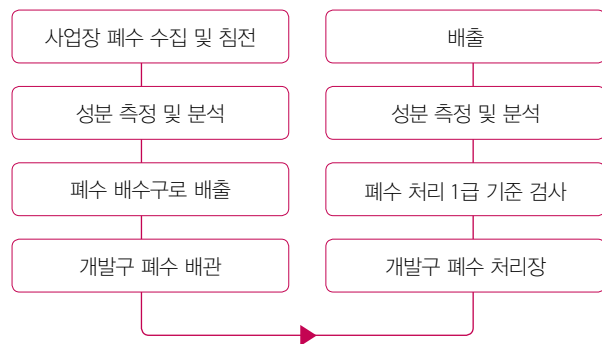 사업장 폐수 수집 및 침전
성분 측정 및 분석
폐수 배수구로 배출
개발구 폐수 배관
배출
성분 측정 및 분석
폐수 처리 1급 기준 검사
개발구 폐수 처리장